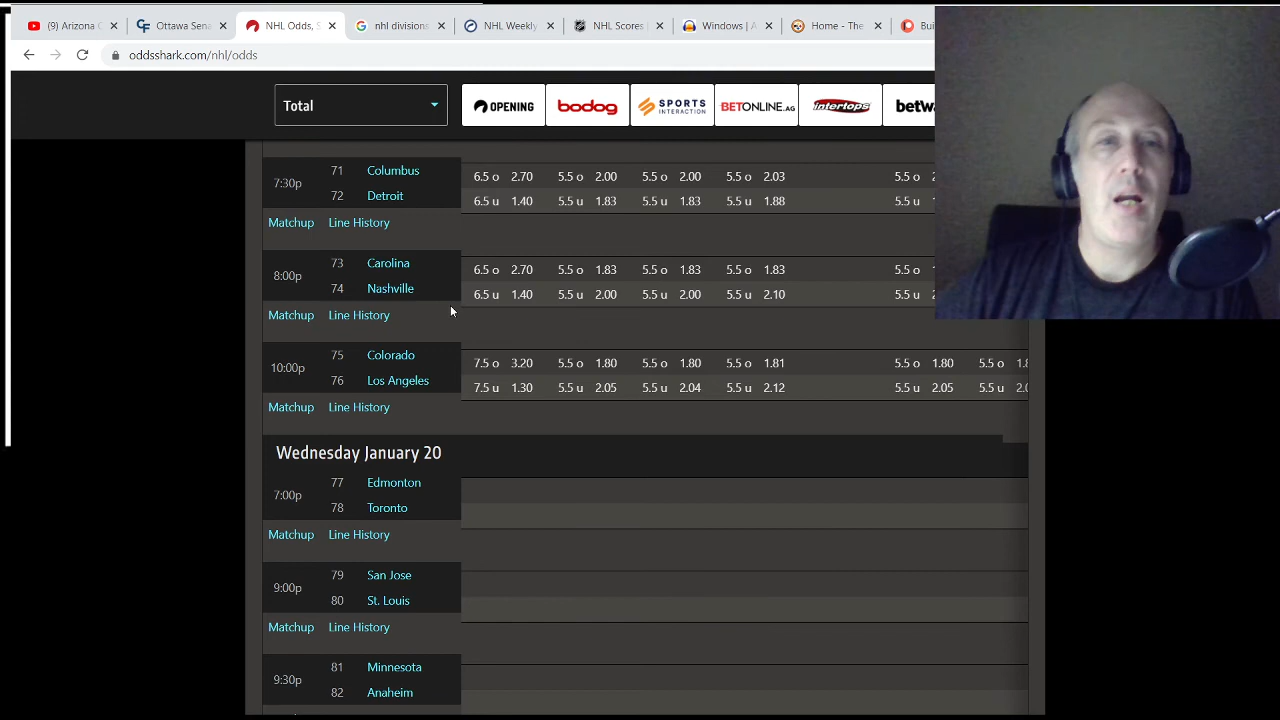 (9) Arizona C
Ottawa Sena
NHL Odds, S
nhl divisions
NHL Weekly
NHL Scores |
Window | A
Home - The
Bui
oddsshark.com/nhl/odds
Total
OPENING
bodog
SPORTS INTERACTION
BETONLINE.AG
intertops
betw
7:30p
71 Columbus 6.5 o 2.70 5.5 o 2.00 5.5 o 2.00 5.5 o 2.03 5.5 o
72 Detroit 6.5 u 1.40 5.5 u 1.83 5.5 u 1.83 5.5 u 1.88 5.5 u
Matchup Line History
8:00p
73 Carolina 6.5 o 2.70 5.5 o 1.83 5.5 o 1.83 5.5 o 1.83 5.5 o
74 Nashville 6.5 u 1.40 5.5 u 2.00 5.5 u 2.00 5.5 u 2.10 5.5 u 2
Matchup Line History
10:00p
75 Colorado 7.5 o 3.20 5.5 o 1.80 5.5 o 1.80 5.5 o 1.81 5.5 o 1.80 5.5 o 1.8
76 Los Angeles 7.5 u 1.30 5.5 u 2.05 5.5 u 2.04 5.5 u 2.12 5.5 u 2.05 5.5 u
Matchup Line History
Wednesday January 20
7:00p
77 Edmonton
78 Toronto
Matchup Line History
9:00p
79 San Jose
80 St. Louis
Matchup Line History
9:30p
81 Minnesota
82 Anaheim